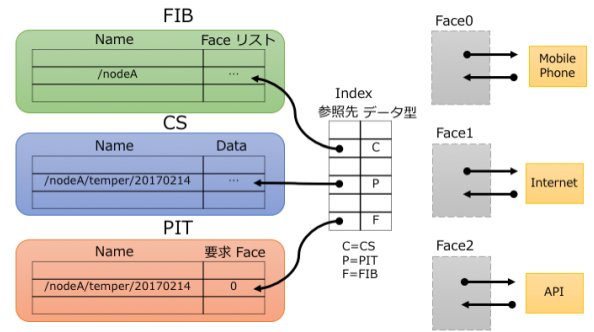 FIB
Name Face リスト
/nodeA …
CS
Name Data
/nodeA/temper/20170214 …
PIT
Name 要求 Face
/nodeA/temper/20170214 0
Index
参照先 データ型
C
P
F
C=CS
P=PIT
F=FIB
Face0
Mobile
Phone
Face1
Internet
Face2
API